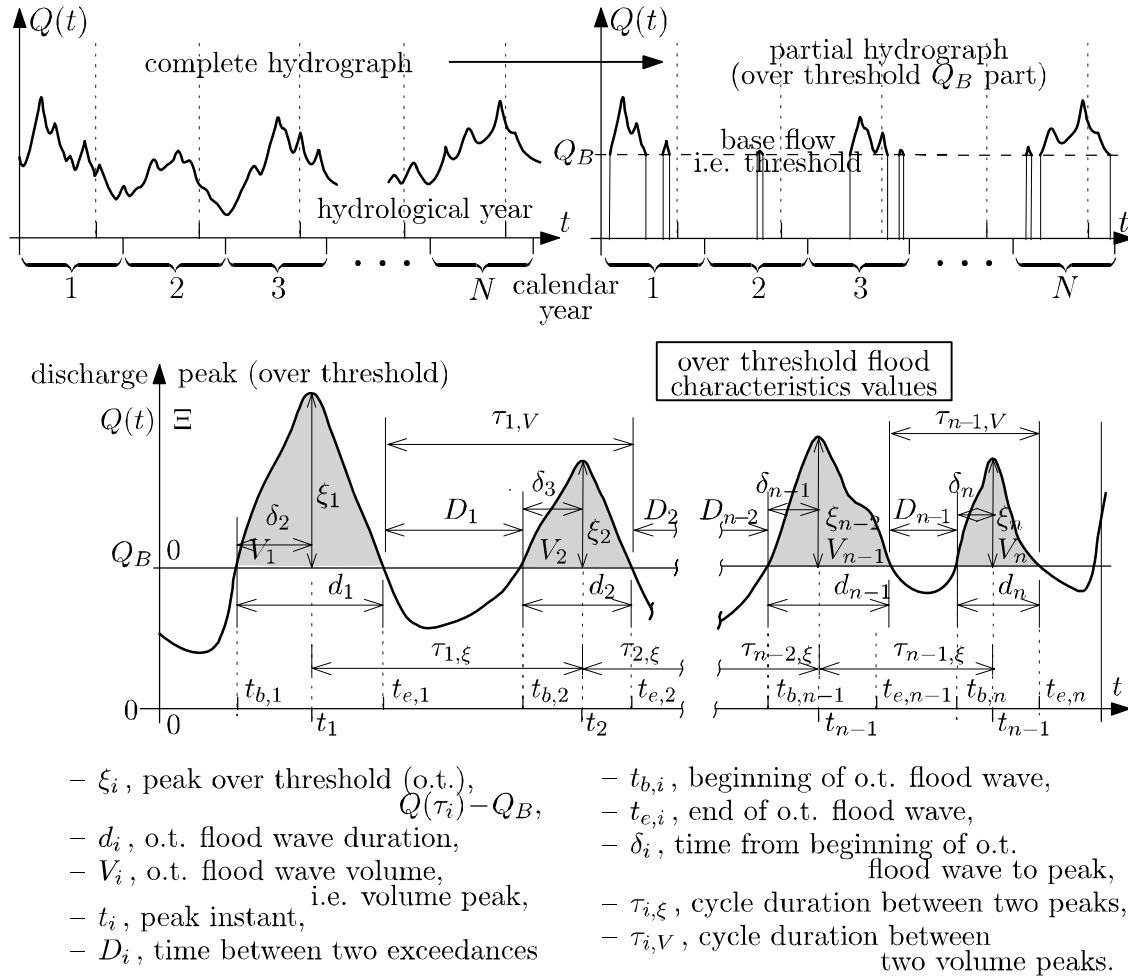 Q(t)
complete hydrograph
hydrological year
t
1
2
3
• • •
N
calendar
year
Q(t)
partial hydrograph
(over threshold Q_B part)
Q_B
base flow
i.e. threshold
t
1
2
3
• • •
N
discharge
peak (over threshold)
Q(t)
Ξ
over threshold flood
characteristics values
τ_{1,V}
τ_{n-1,V}
ξ_1
δ_2
V_1
D_1
δ_3
V_2
ξ_2
D_2
D_{n-2}
δ_{n-1}
ξ_{n-2}
V_{n-1}
D_{n-1}
δ_n
ξ_n
V_n
Q_B
0
d_1
d_2
d_{n-1}
d_n
τ_{1,ξ}
τ_{2,ξ}
τ_{n-2,ξ}
τ_{n-1,ξ}
t_{b,1}
t_{e,1}
t_{b,2}
t_{e,2}
t_{b,n-1}
t_{e,n-1}
t_{b,n}
t_{e,n}
t
0
0
t_1
t_2
t_{n-1}
t_{n-1}
– ξ_i , peak over threshold (o.t.),
Q(τ_i)−Q_B,
– d_i , o.t. flood wave duration,
– V_i , o.t. flood wave volume,
i.e. volume peak,
– t_i , peak instant,
– D_i , time between two exceedances
– t_{b,i} , beginning of o.t. flood wave,
– t_{e,i} , end of o.t. flood wave,
– δ_i , time from beginning of o.t.
flood wave to peak,
– τ_{i,ξ} , cycle duration between two peaks,
– τ_{i,V} , cycle duration between
two volume peaks.